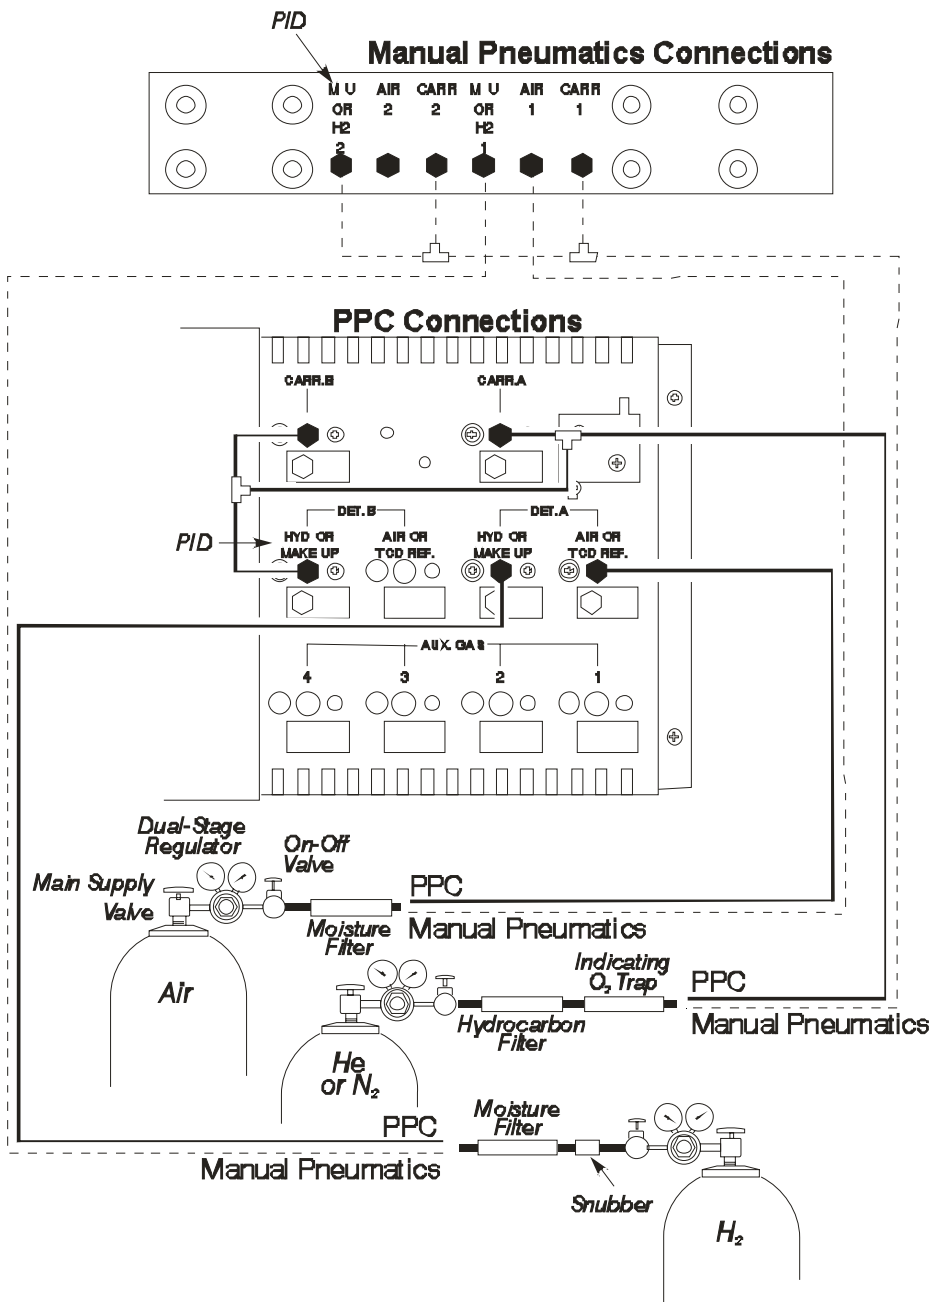 PID
Manual Pneumatics Connections
M U AIR CARR M U AIR CARR
OR 2 2 OR 1 1
H2 H2
2 1
PPC Connections
CARR.B CARR.A
DET. B DET.A
PID
HYD OR AIR OR HYD OR AIR OR
MAKE UP TCD REF. MAKE UP TCD REF.
AUX. GAS
4 3 2 1
Dual-Stage
Regulator
On-Off
Valve
Main Supply
Valve
PPC
Moisture
Filter
Manual Pneumatics
Air
Indicating
O2 Trap
PPC
Hydrocarbon
Filter
Manual Pneumatics
He
or N2
PPC
Moisture
Filter
Manual Pneumatics
Snubber
H2